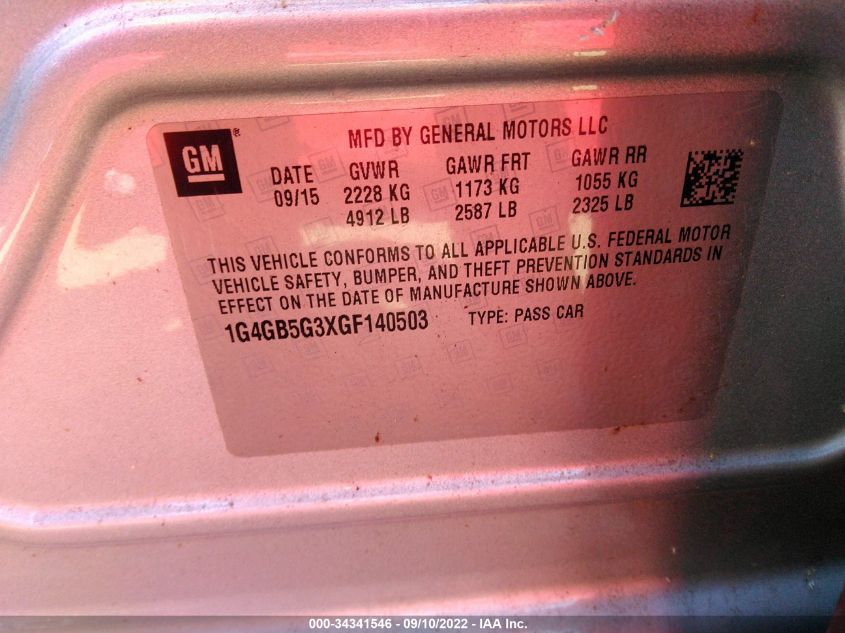 GM
®
MFD BY GENERAL MOTORS LLC
DATE GVWR GAWR FRT GAWR RR
09/15 2228 KG 1173 KG 1055 KG
4912 LB 2587 LB 2325 LB
THIS VEHICLE CONFORMS TO ALL APPLICABLE U.S. FEDERAL MOTOR
VEHICLE SAFETY, BUMPER, AND THEFT PREVENTION STANDARDS IN
EFFECT ON THE DATE OF MANUFACTURE SHOWN ABOVE.
1G4GB5G3XGF140503 TYPE: PASS CAR
000-34341546 - 09/10/2022 - IAA Inc.